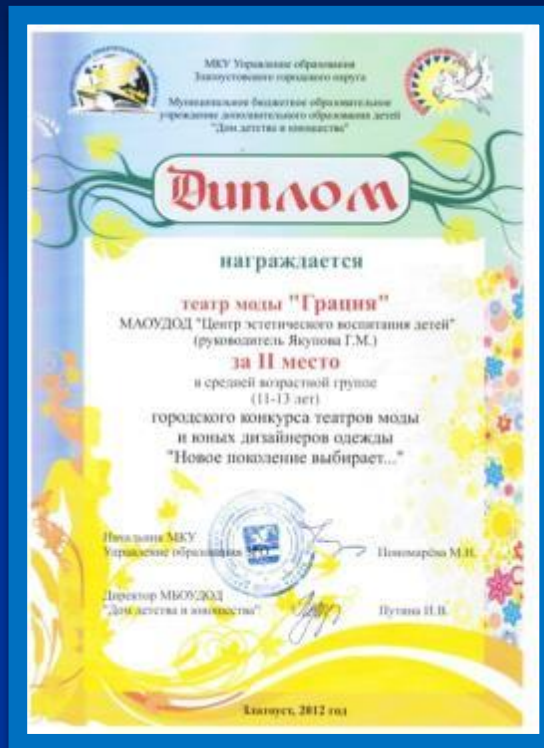 МКУ Управление образования
Златоустовского городского округа
Муниципальное бюджетное образовательное
учреждение дополнительного образования детей
"Дом детства и юношества"
Диплом
награждается
театр моды "Грация"
МАОУДОД "Центр эстетического воспитания детей"
(руководитель Якупова Г.М.)
за II место
в средней возрастной группе
(11-13 лет)
городского конкурса театров моды
и юных дизайнеров одежды
"Новое поколение выбирает..."
Начальник МКУ
Управление образования ЗГО Пономарёва М.Н.
Директор МБОУДОД
"Дом детства и юношества" Путина И.В.
Златоуст, 2012 год